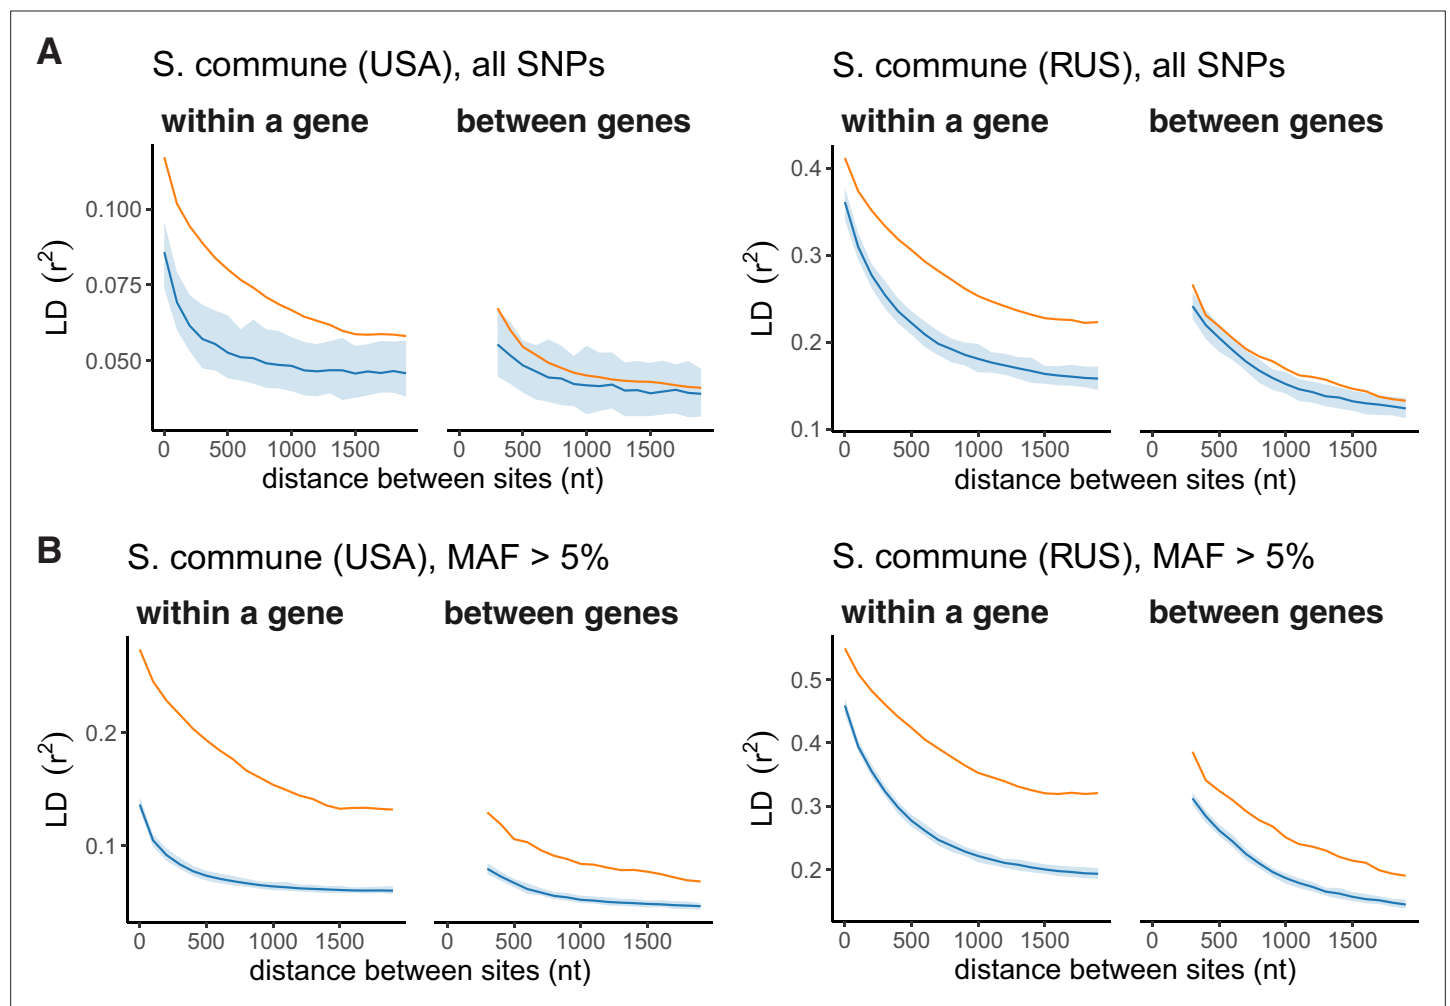 A
S. commune (USA), all SNPs
within a gene
between genes
LD (r2)
0.100
0.075
0.050
0 500 1000 1500
0 500 1000 1500
distance between sites (nt)
S. commune (RUS), all SNPs
within a gene
between genes
LD (r2)
0.4
0.3
0.2
0.1
0 500 1000 1500
0 500 1000 1500
distance between sites (nt)
B
S. commune (USA), MAF > 5%
within a gene
between genes
LD (r2)
0.2
0.1
0 500 1000 1500
0 500 1000 1500
distance between sites (nt)
S. commune (RUS), MAF > 5%
within a gene
between genes
LD (r2)
0.5
0.4
0.3
0.2
0 500 1000 1500
0 500 1000 1500
distance between sites (nt)